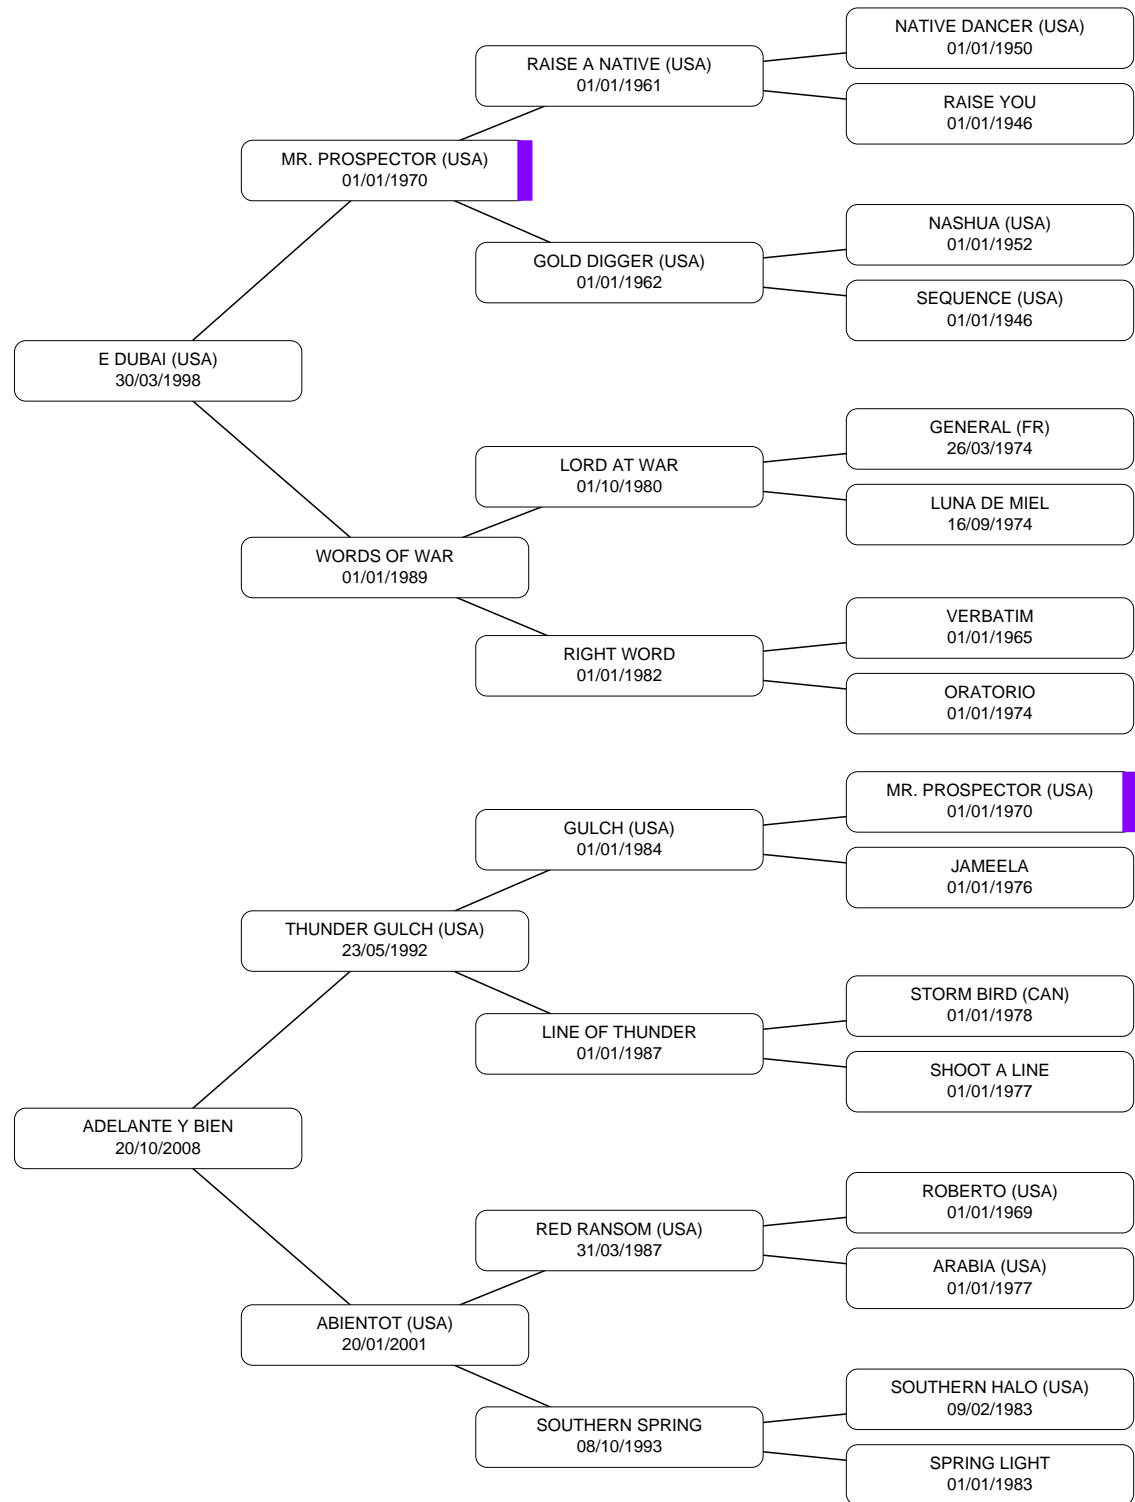 NATIVE DANCER (USA)
01/01/1950
RAISE A NATIVE (USA)
01/01/1961
RAISE YOU
01/01/1946
MR. PROSPECTOR (USA)
01/01/1970
NASHUA (USA)
01/01/1952
GOLD DIGGER (USA)
01/01/1962
SEQUENCE (USA)
01/01/1946
E DUBAI (USA)
30/03/1998
GENERAL (FR)
26/03/1974
LORD AT WAR
01/10/1980
LUNA DE MIEL
16/09/1974
WORDS OF WAR
01/01/1989
VERBATIM
01/01/1965
RIGHT WORD
01/01/1982
ORATORIO
01/01/1974
MR. PROSPECTOR (USA)
01/01/1970
GULCH (USA)
01/01/1984
JAMEELA
01/01/1976
THUNDER GULCH (USA)
23/05/1992
STORM BIRD (CAN)
01/01/1978
LINE OF THUNDER
01/01/1987
SHOOT A LINE
01/01/1977
ADELANTE Y BIEN
20/10/2008
ROBERTO (USA)
01/01/1969
RED RANSOM (USA)
31/03/1987
ARABIA (USA)
01/01/1977
ABIENTOT (USA)
20/01/2001
SOUTHERN HALO (USA)
09/02/1983
SOUTHERN SPRING
08/10/1993
SPRING LIGHT
01/01/1983